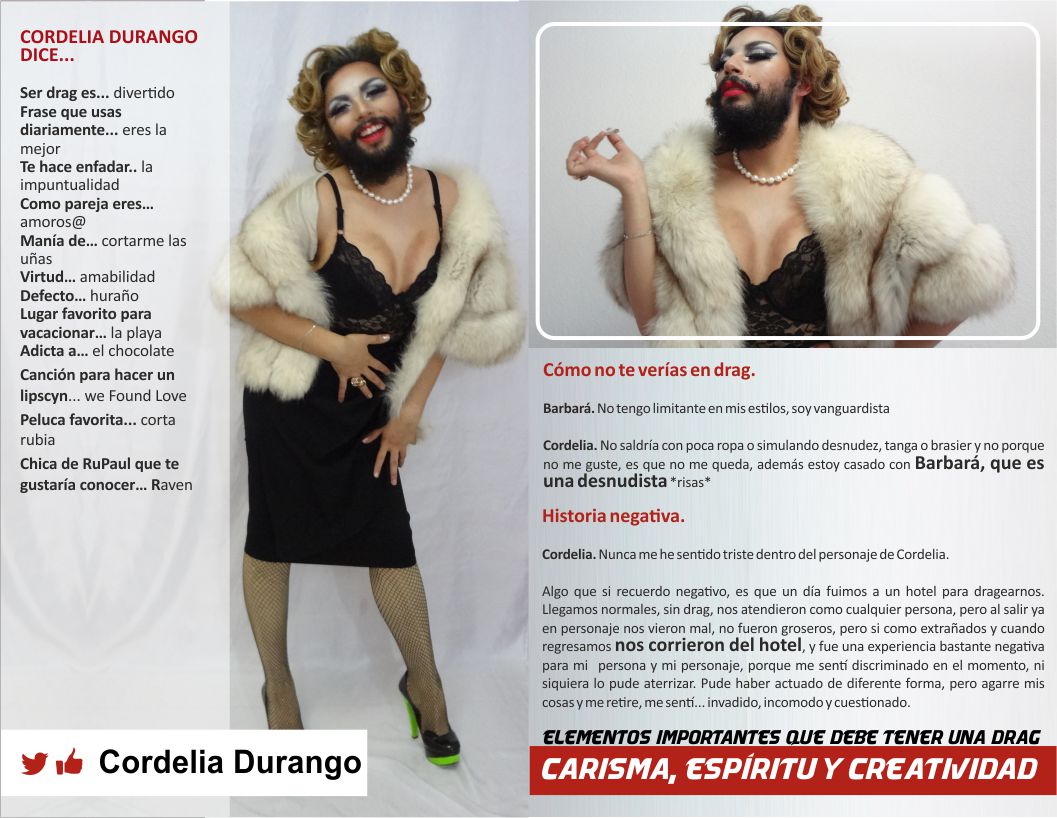 CORDELIA DURANGO
DICE...
Ser drag es... divertido
Frase que usas
diariamente... eres la
mejor
Te hace enfadar.. la
impuntualidad
Como pareja eres...
amoros@
Manía de... cortarme las
uñas
Virtud... amabilidad
Defecto... huraño
Lugar favorito para
vacacionar... la playa
Adicta a... el chocolate
Canción para hacer un
lipscyn... we Found Love
Peluca favorita... corta
rubia
Chica de RuPaul que te
gustaría conocer... Raven
Cordelia Durango
Cómo no te verías en drag.
Barbará. No tengo limitante en mis estilos, soy vanguardista
Cordelia. No saldría con poca ropa o simulando desnudez, tanga o brasier y no porque
no me guste, es que no me queda, además estoy casado con Barbará, que es
una desnudista *risas*
Historia negativa.
Cordelia. Nunca me he sentido triste dentro del personaje de Cordelia.
Algo que si recuerdo negativo, es que un día fuimos a un hotel para dragearnos.
Llegamos normales, sin drag, nos atendieron como cualquier persona, pero al salir ya
en personaje nos vieron mal, no fueron groseros, pero si como extrañados y cuando
regresamos nos corrieron del hotel, y fue una experiencia bastante negativa
para mi persona y mi personaje, porque me sentí discriminado en el momento, ni
siquiera lo pude aterrizar. Pude haber actuado de diferente forma, pero agarre mis
cosas y me retire, me sentí... invadido, incomodo y cuestionado.
ELEMENTOS IMPORTANTES QUE DEBE TENER UNA DRAG
CARISMA, ESPÍRITU Y CREATIVIDAD